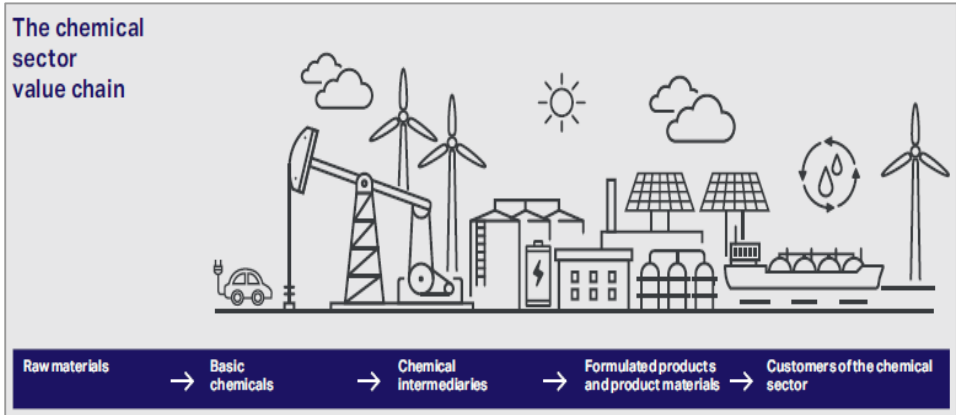 The chemical
sector
value chain
Raw materials
Basic
chemicals
Chemical
intermediaries
Formulated products
and product materials
Customers of the chemical
sector